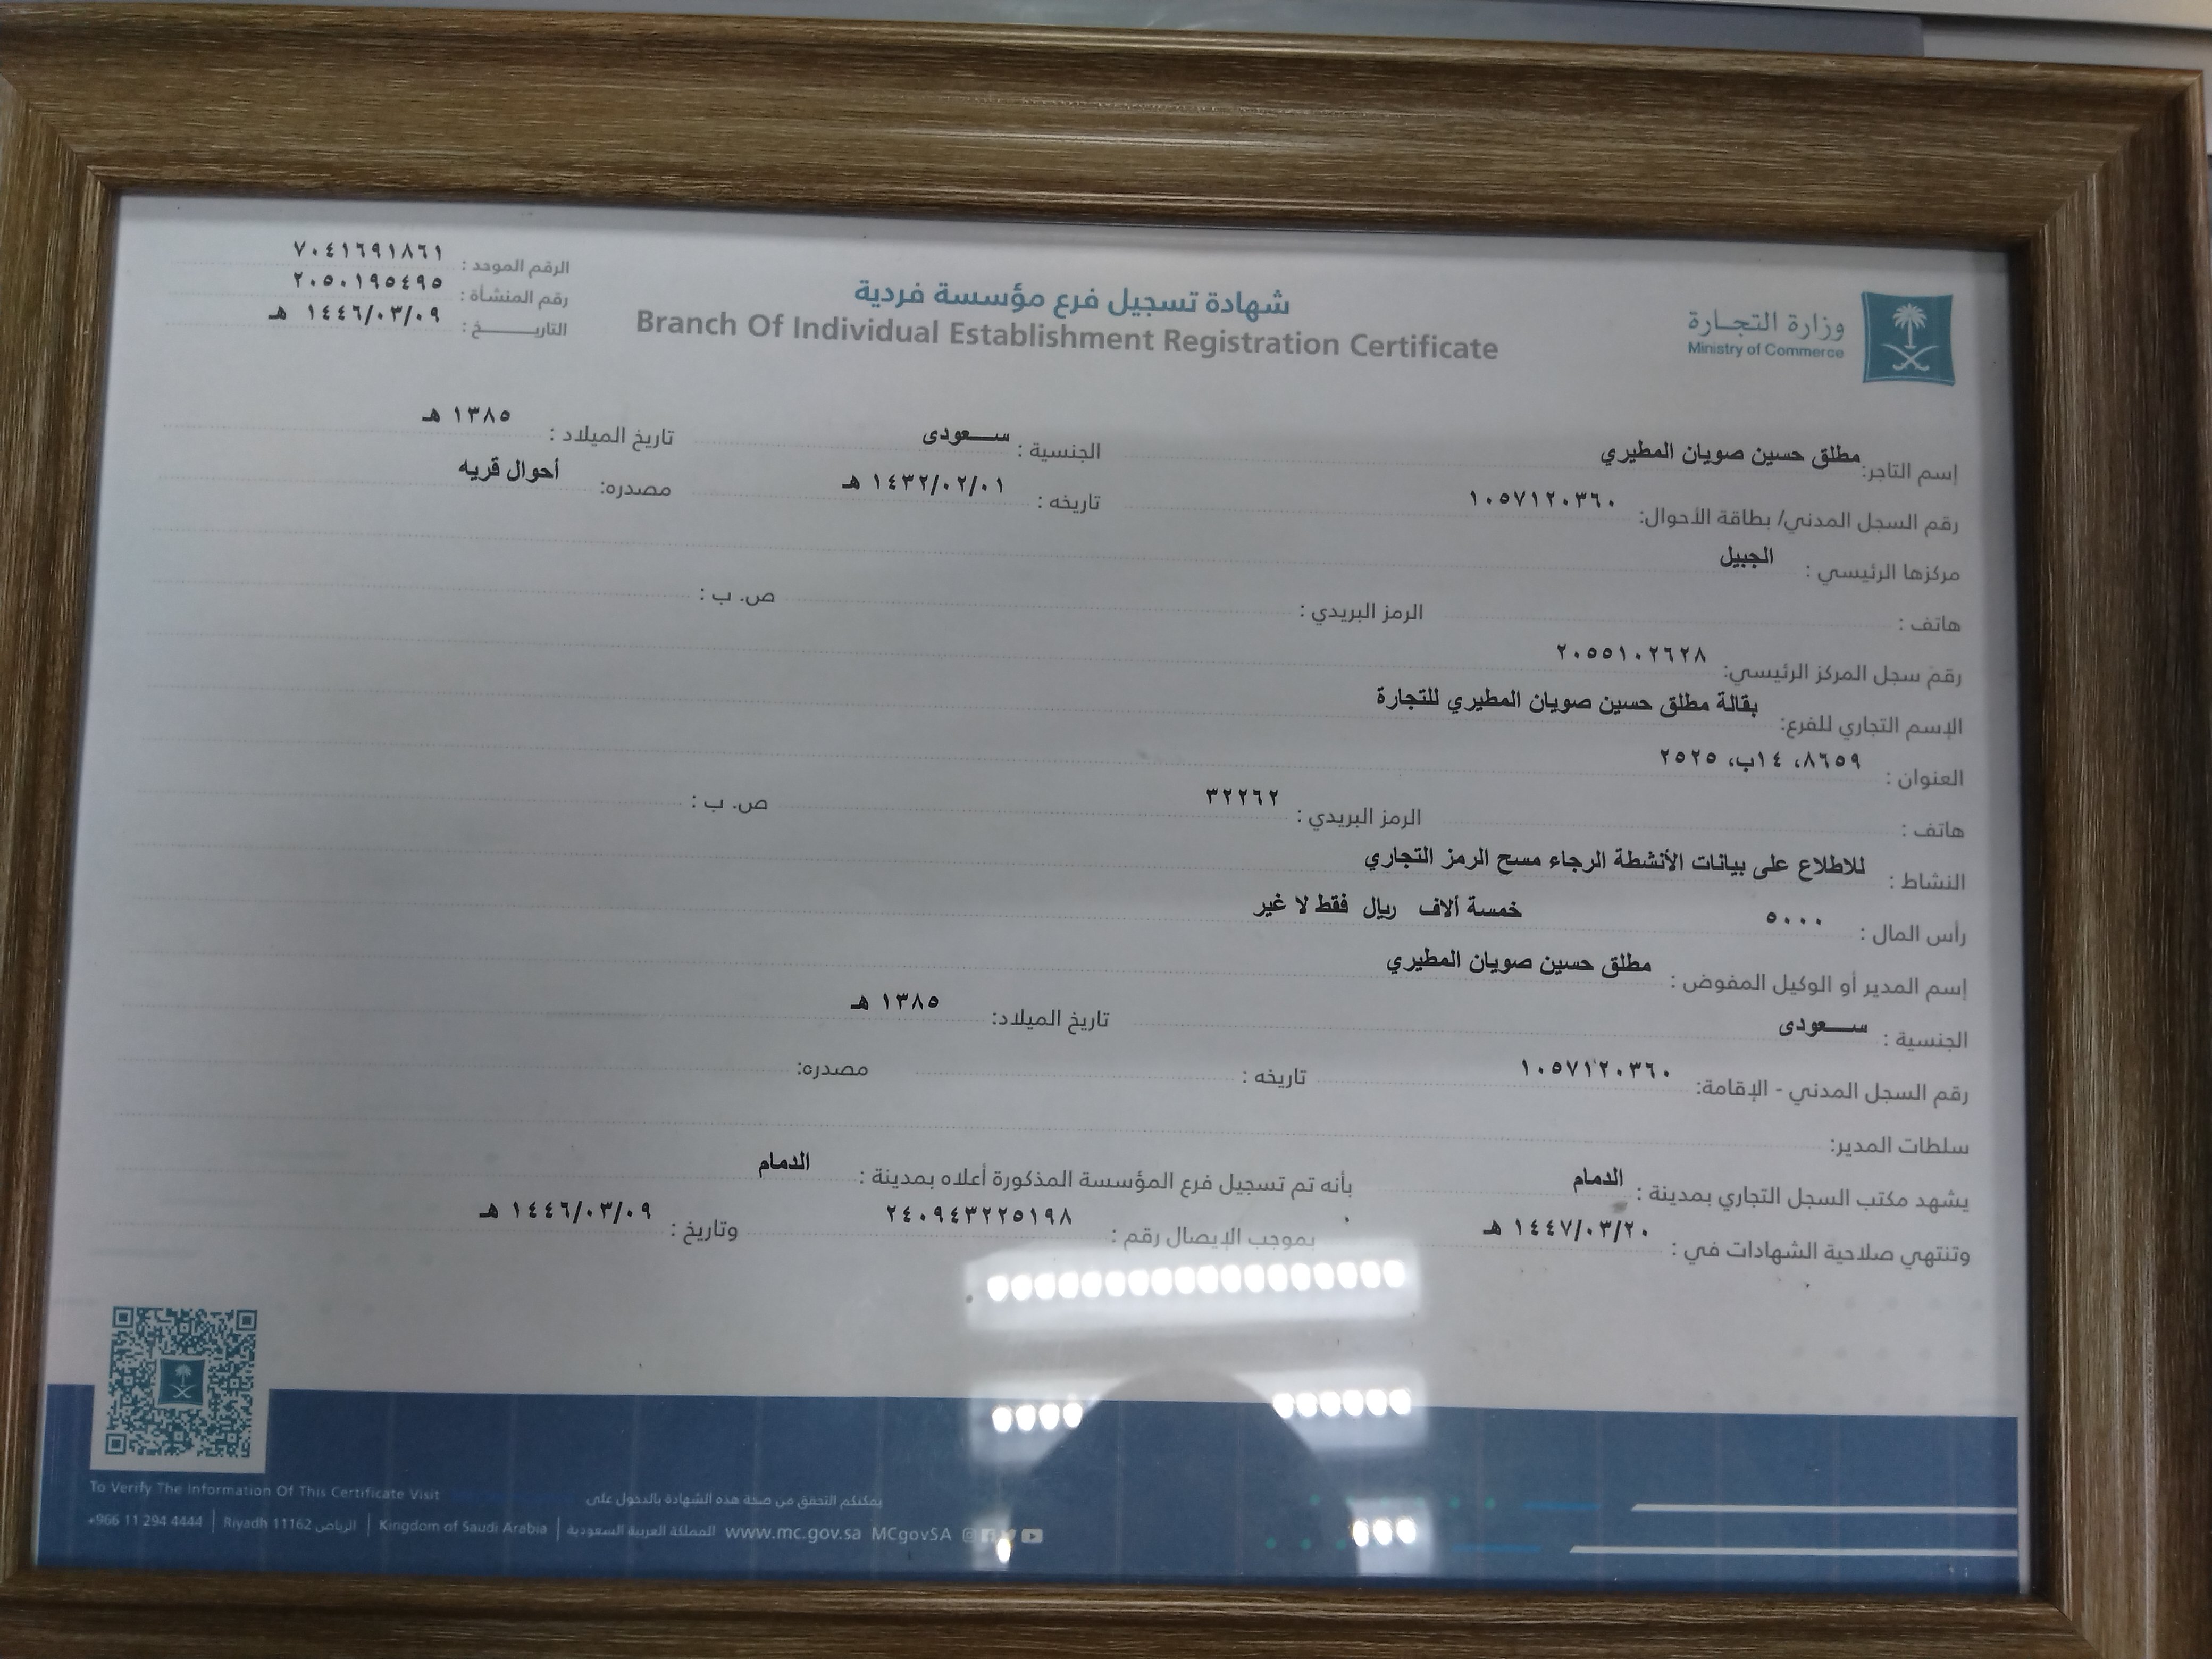 وزارة التجارة
Ministry of Commerce
شهادة تسجيل فرع مؤسسة فردية
Branch Of Individual Establishment Registration Certificate
الرقم الموحد : ٧٠٤١٦٩١٨٦١
رقم المنشأة : ٢٠٥٠١٩٥٤٩٥
التاريـــــخ : ١٤٤٦/٠٣/٠٩ هـ
إسم التاجر: مطلق حسين صويان المطيري الجنسية : ســـعودى تاريخ الميلاد : ١٣٨٥ هـ
رقم السجل المدني/ بطاقة الأحوال: ١٠٥٧١٢٠٣٦٠ تاريخه : ١٤٣٢/٠٢/٠١ هـ مصدره: أحوال قريه
مركزها الرئيسي : الجبيل
هاتف : الرمز البريدي : ص. ب :
رقم سجل المركز الرئيسي: ٢٠٥٥١٠٢٦٢٨
الإسم التجاري للفرع: بقالة مطلق حسين صويان المطيري للتجارة
العنوان : ٨٦٥٩، ١٤ب، ٢٥٢٥
هاتف : الرمز البريدي : ٣٢٢٦٢ ص. ب :
النشاط : للاطلاع على بيانات الأنشطة الرجاء مسح الرمز التجاري
رأس المال : ٥٠٠٠ خمسة ألاف ريال فقط لا غير
إسم المدير أو الوكيل المفوض : مطلق حسين صويان المطيري
الجنسية : ســـعودى تاريخ الميلاد: ١٣٨٥ هـ
رقم السجل المدني - الإقامة: ١٠٥٧١٢٠٣٦٠ تاريخه : مصدره:
سلطات المدير:
يشهد مكتب السجل التجاري بمدينة : الدمام بأنه تم تسجيل فرع المؤسسة المذكورة أعلاه بمدينة : الدمام
وتنتهي صلاحية الشهادات في : ١٤٤٧/٠٣/٢٠ هـ بموجب الإيصال رقم : ٢٤٠٩٤٣٢٢٥١٩٨ وتاريخ : ١٤٤٦/٠٣/٠٩ هـ
To Verify The Information Of This Certificate Visit يمكنكم التحقق من صحة هذه الشهادة بالدخول على
+966 11 294 4444 | Riyadh 11162 الرياض | Kingdom of Saudi Arabia | المملكة العربية السعودية www.mc.gov.sa MCgovSA